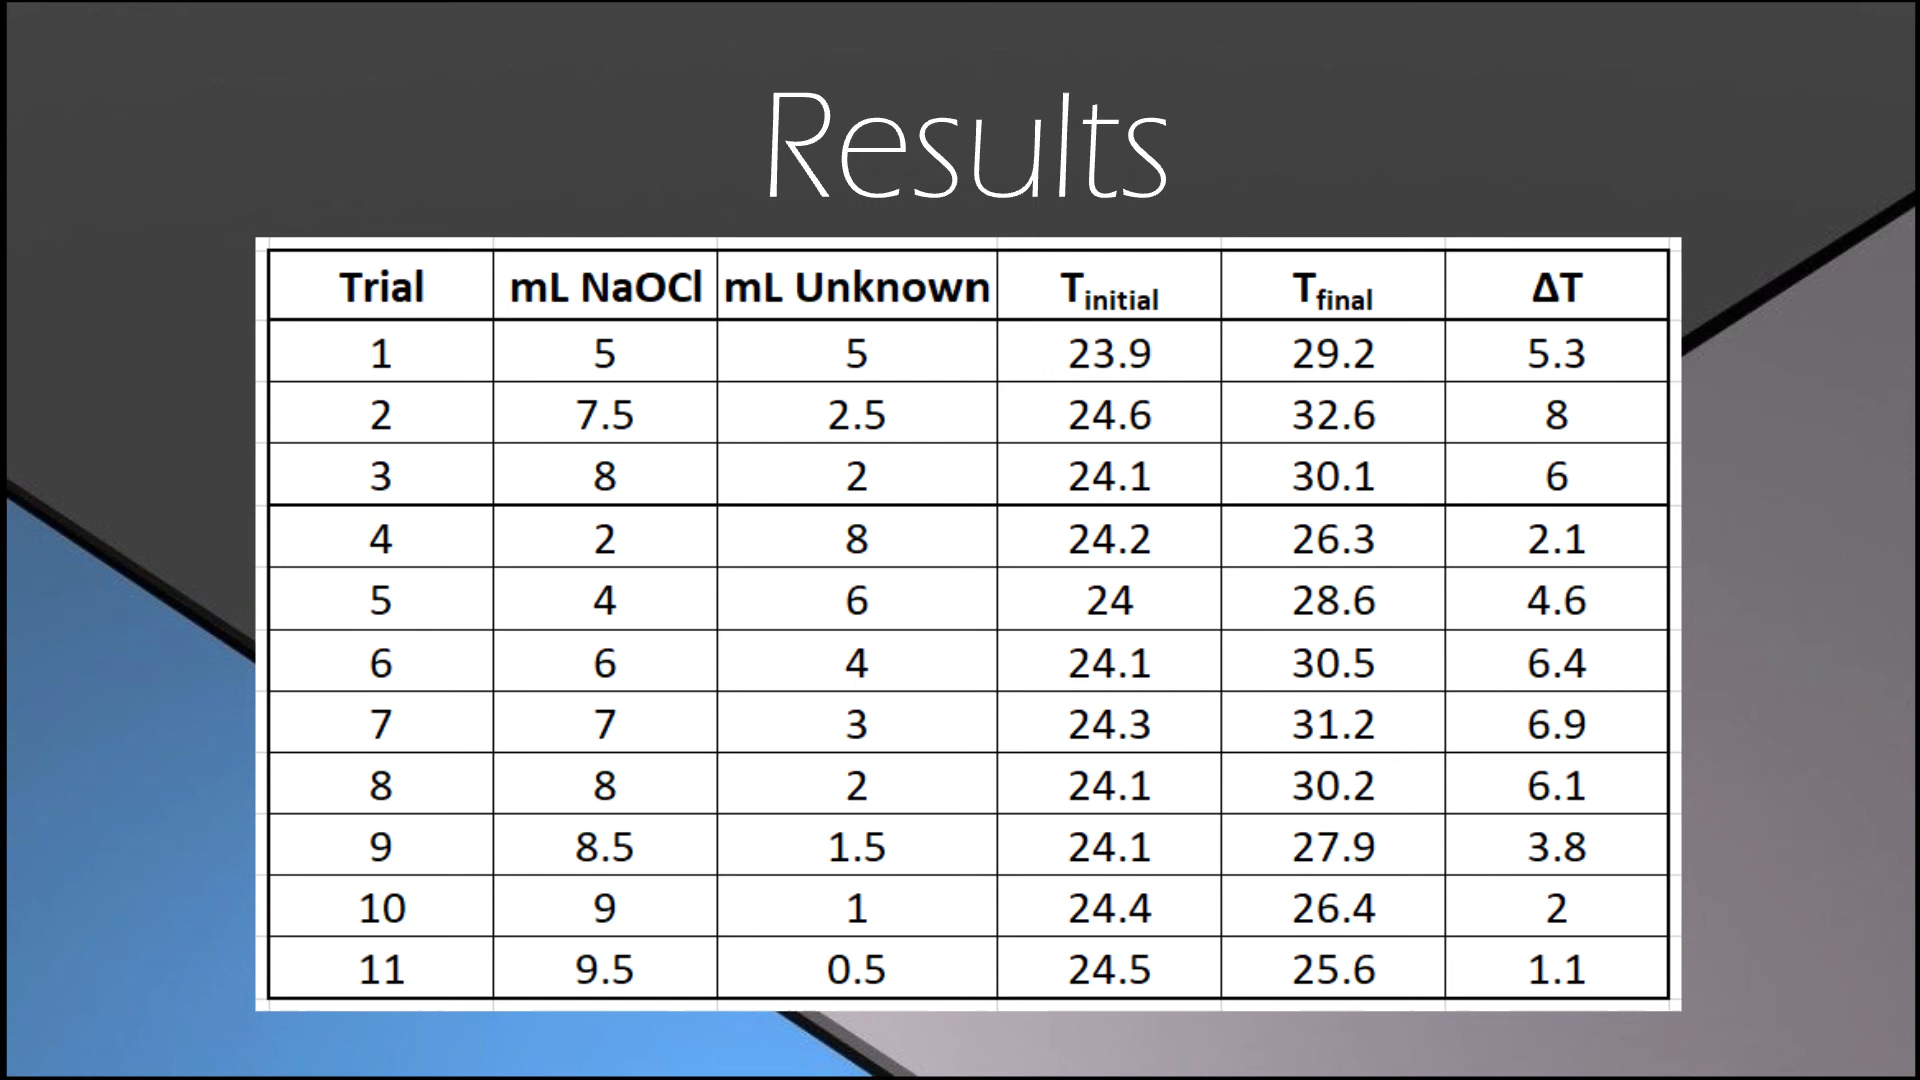 Results
Trial mL NaOCl mL Unknown Tinitial Tfinal ΔT
1 5 5 23.9 29.2 5.3
2 7.5 2.5 24.6 32.6 8
3 8 2 24.1 30.1 6
4 2 8 24.2 26.3 2.1
5 4 6 24 28.6 4.6
6 6 4 24.1 30.5 6.4
7 7 3 24.3 31.2 6.9
8 8 2 24.1 30.2 6.1
9 8.5 1.5 24.1 27.9 3.8
10 9 1 24.4 26.4 2
11 9.5 0.5 24.5 25.6 1.1